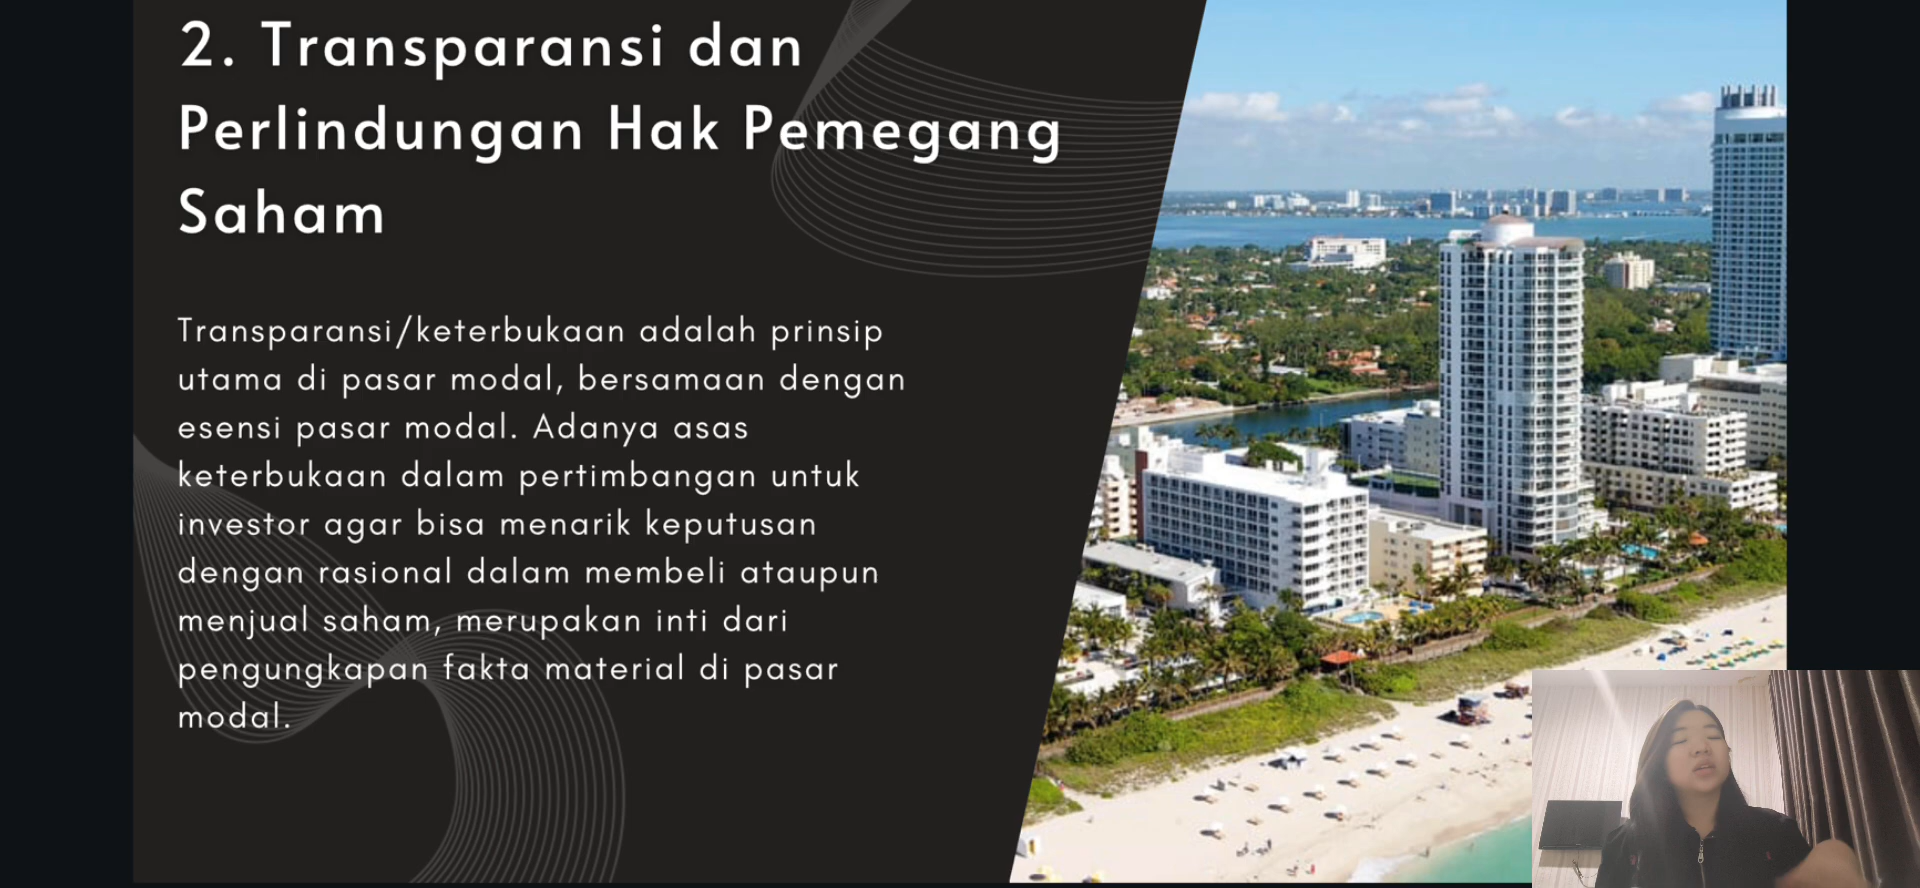 2. Transparansi dan
Perlindungan Hak Pemegang
Saham
Transparansi/keterbukaan adalah prinsip
utama di pasar modal, bersamaan dengan
esensi pasar modal. Adanya asas
keterbukaan dalam pertimbangan untuk
investor agar bisa menarik keputusan
dengan rasional dalam membeli ataupun
menjual saham, merupakan inti dari
pengungkapan fakta material di pasar
modal.